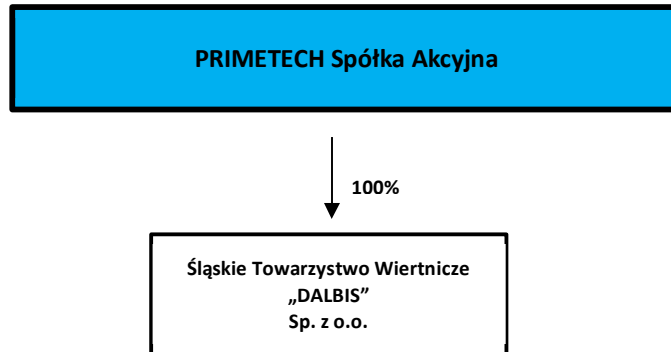 PRIMETECH Spółka Akcyjna
100%
Śląskie Towarzystwo Wiertnicze
„DALBIS”
Sp. z o.o.